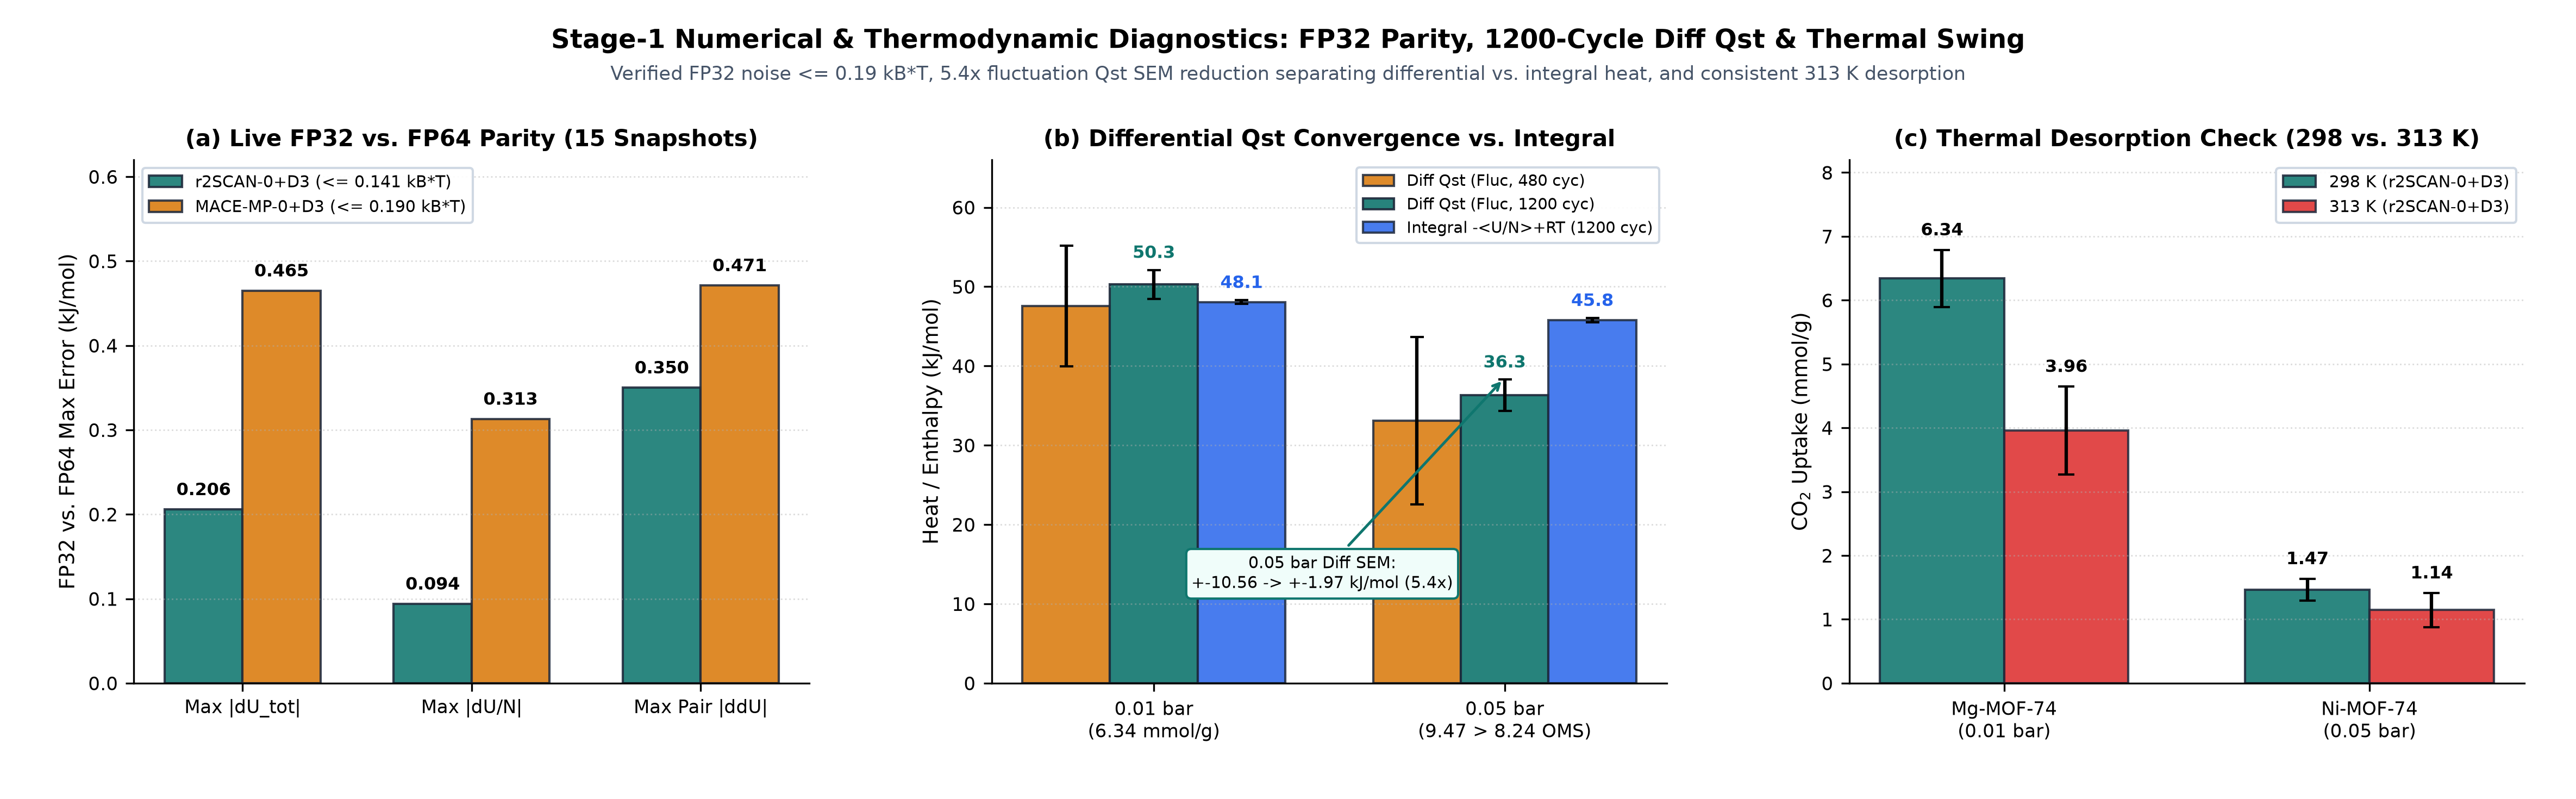 Stage-1 Numerical & Thermodynamic Diagnostics: FP32 Parity, 1200-Cycle Diff Qst & Thermal Swing
Verified FP32 noise <= 0.19 kB*T, 5.4x fluctuation Qst SEM reduction separating differential vs. integral heat, and consistent 313 K desorption
(a) Live FP32 vs. FP64 Parity (15 Snapshots)
FP32 vs. FP64 Max Error (kJ/mol)
0.6
0.5
0.4
0.3
0.2
0.1
0.0
r2SCAN-0+D3 (<= 0.141 kB*T)
MACE-MP-0+D3 (<= 0.190 kB*T)
0.206
0.465
0.094
0.313
0.350
0.471
Max |dU_tot|
Max |dU/N|
Max Pair |ddU|
(b) Differential Qst Convergence vs. Integral
Heat / Enthalpy (kJ/mol)
60
50
40
30
20
10
0
Diff Qst (Fluc, 480 cyc)
Diff Qst (Fluc, 1200 cyc)
Integral -<U/N>+RT (1200 cyc)
50.3
48.1
36.3
45.8
0.05 bar Diff SEM:
+-10.56 -> +-1.97 kJ/mol (5.4x)
0.01 bar
(6.34 mmol/g)
0.05 bar
(9.47 > 8.24 OMS)
(c) Thermal Desorption Check (298 vs. 313 K)
CO₂ Uptake (mmol/g)
8
7
6
5
4
3
2
1
0
298 K (r2SCAN-0+D3)
313 K (r2SCAN-0+D3)
6.34
3.96
1.47
1.14
Mg-MOF-74
(0.01 bar)
Ni-MOF-74
(0.05 bar)